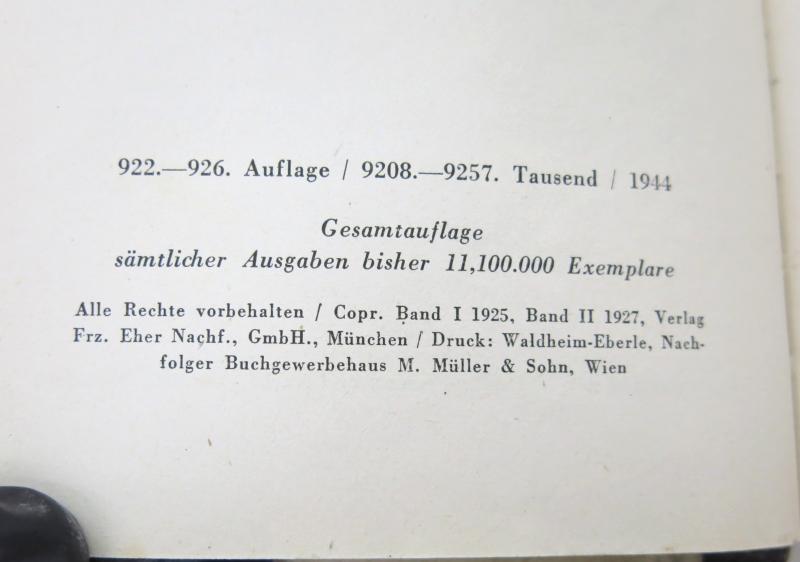 922.—926. Auflage / 9208.—9257. Tausend / 1944
Gesamtauflage
sämtlicher Ausgaben bisher 11,100.000 Exemplare
Alle Rechte vorbehalten / Copr. Band I 1925, Band II 1927, Verlag
Frz. Eher Nachf., GmbH., München / Druck: Waldheim-Eberle, Nach-
folger Buchgewerbehaus M. Müller & Sohn, Wien